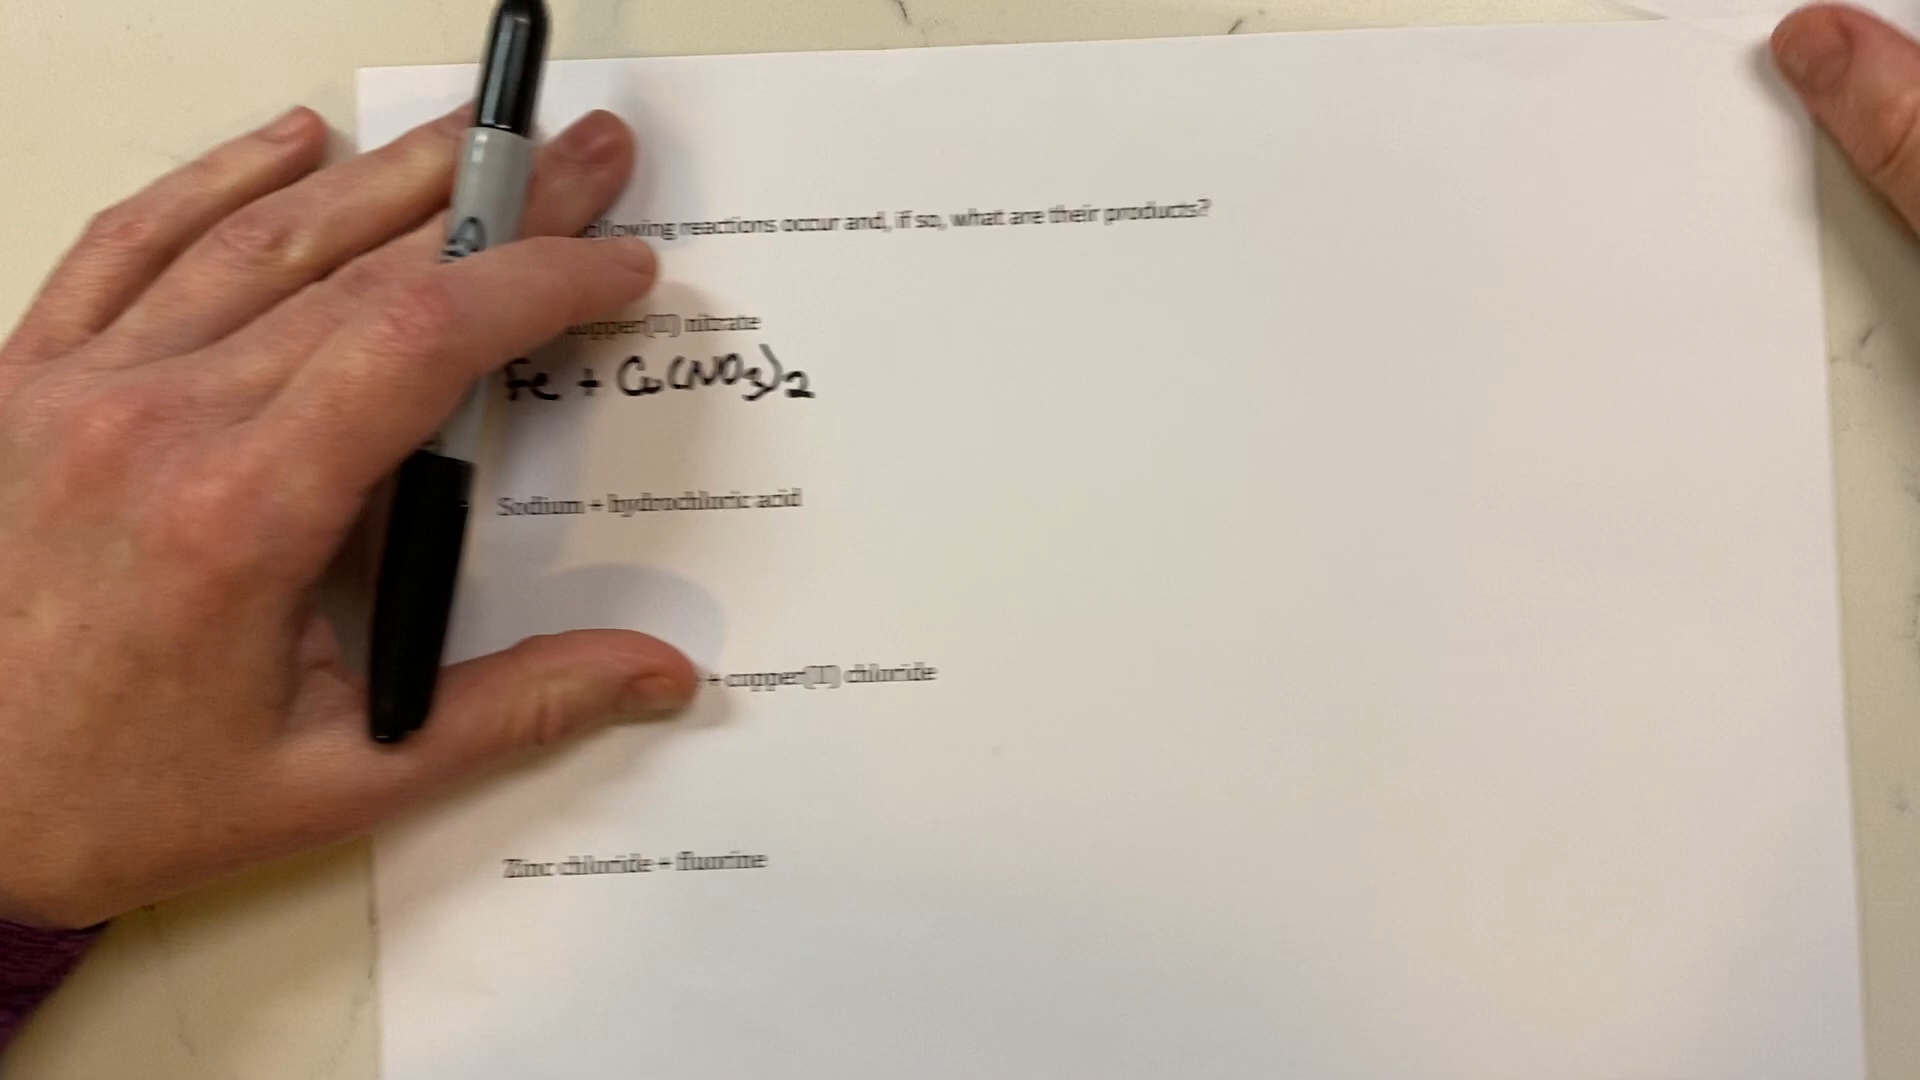 following reactions occur and, if so, what are their products?
copper(II) nitrate
Fe + Cu(NO3)2
Sodium + hydrochloric acid
+ copper(II) chloride
Zinc chloride + fluorine